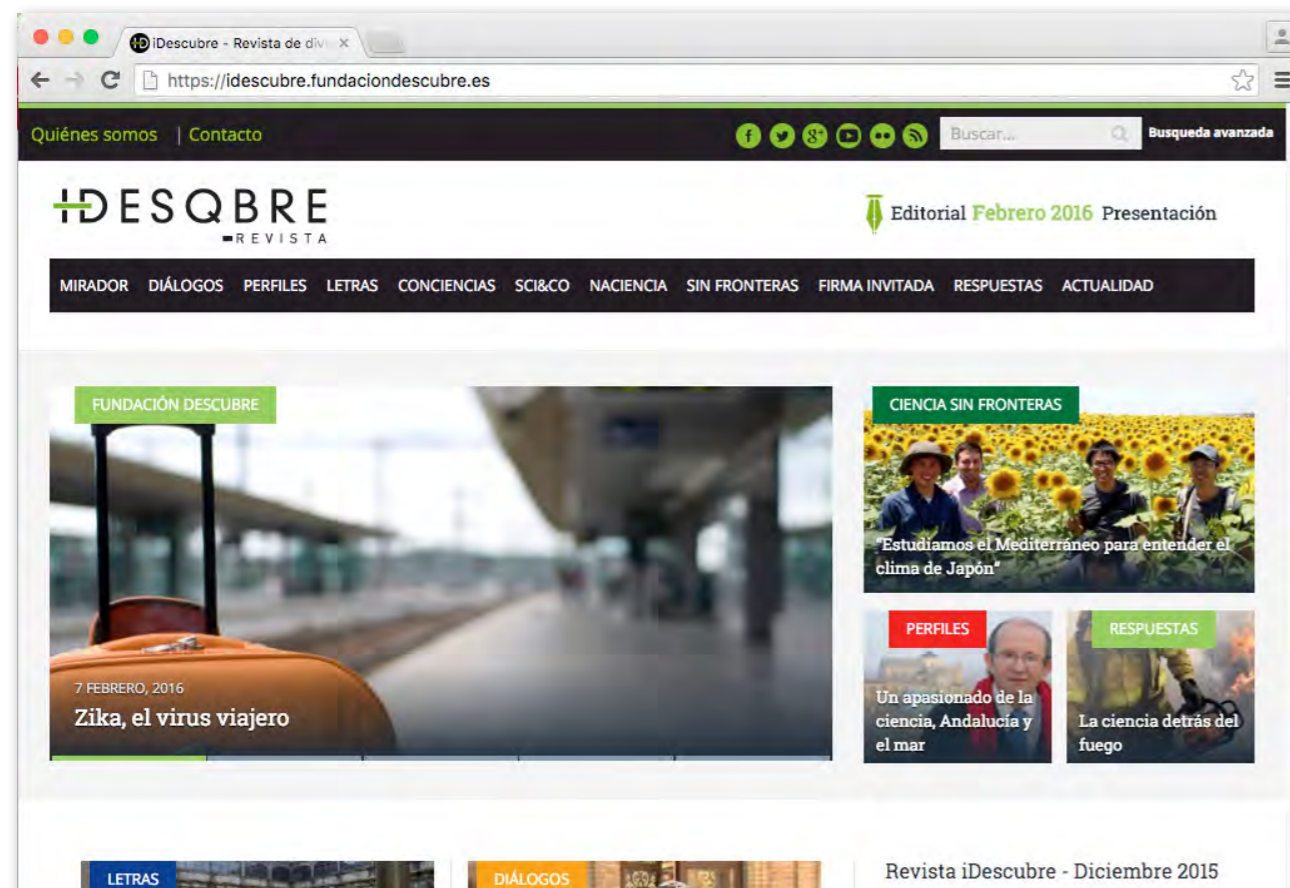 iDescubre - Revista de div
https://idescubre.fundaciondescubre.es
Quiénes somos | Contacto
Buscar...
Busqueda avanzada
IDESQBRE
REVISTA
Editorial Febrero 2016 Presentación
MIRADOR DIÁLOGOS PERFILES LETRAS CONCIENCIAS SCI&CO NACIENCIA SIN FRONTERAS FIRMA INVITADA RESPUESTAS ACTUALIDAD
FUNDACIÓN DESCUBRE
7 FEBRERO, 2016
Zika, el virus viajero
CIENCIA SIN FRONTERAS
"Estudiamos el Mediterráneo para entender el
clima de Japón"
PERFILES
Un apasionado de la
ciencia, Andalucía y
el mar
RESPUESTAS
La ciencia detrás del
fuego
LETRAS
DIÁLOGOS
Revista iDescubre - Diciembre 2015